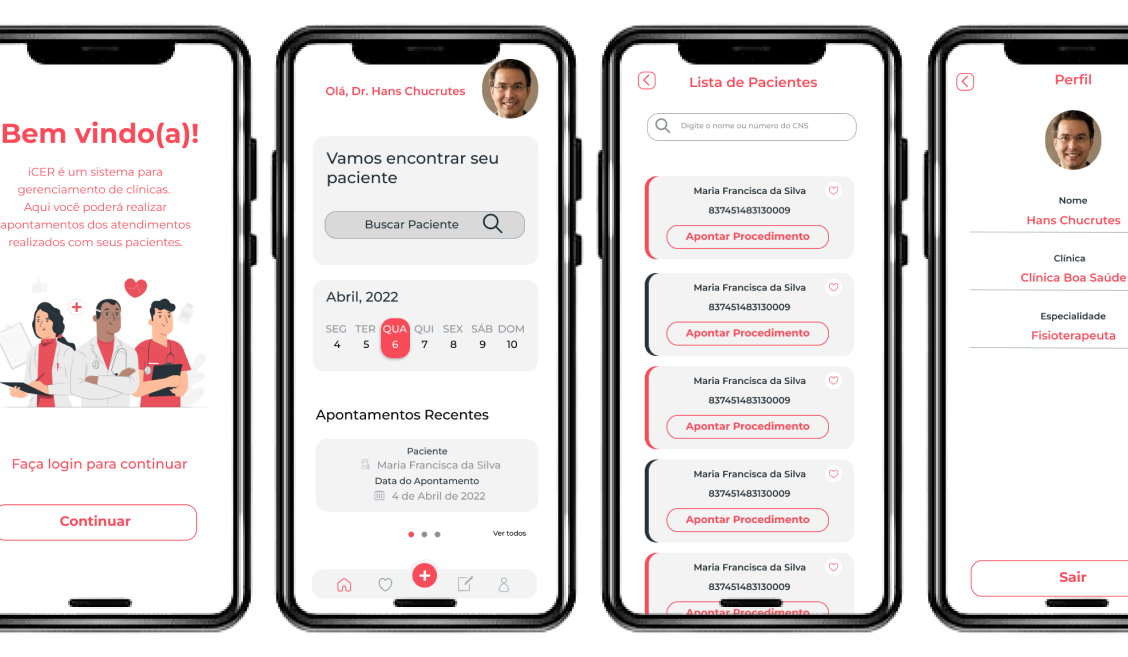 Bem vindo(a)!
iCER é um sistema para
gerenciamento de clínicas.
Aqui você poderá realizar
apontamentos dos atendimentos
realizados com seus pacientes.
Faça login para continuar
Continuar
Olá, Dr. Hans Chucrutes
Vamos encontrar seu
paciente
Buscar Paciente
Abril, 2022
SEG TER QUA QUI SEX SÁB DOM
4 5 6 7 8 9 10
Apontamentos Recentes
Paciente
Maria Francisca da Silva
Data do Apontamento
4 de Abril de 2022
Ver todos
Lista de Pacientes
Digite o nome ou número do CNS
Maria Francisca da Silva
837451483130009
Apontar Procedimento
Maria Francisca da Silva
837451483130009
Apontar Procedimento
Maria Francisca da Silva
837451483130009
Apontar Procedimento
Maria Francisca da Silva
837451483130009
Apontar Procedimento
Maria Francisca da Silva
837451483130009
Apontar Procedimento
Perfil
Nome
Hans Chucrutes
Clínica
Clínica Boa Saúde
Especialidade
Fisioterapeuta
Sair